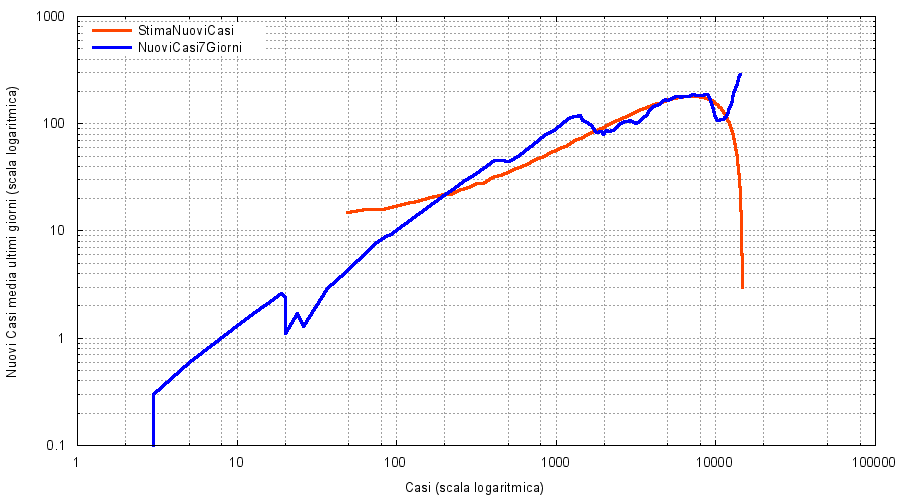 1000
100
10
1
0.1
Nuovi Casi media ultimi giorni (scala logaritmica)
StimaNuoviCasi
NuoviCasi7Giorni
1 10 100 1000 10000 100000
Casi (scala logaritmica)